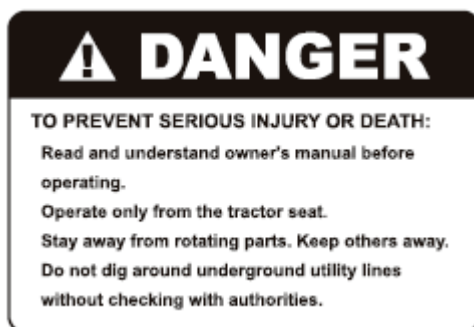 DANGER
TO PREVENT SERIOUS INJURY OR DEATH:
Read and understand owner's manual before
operating.
Operate only from the tractor seat.
Stay away from rotating parts. Keep others away.
Do not dig around underground utility lines
without checking with authorities.